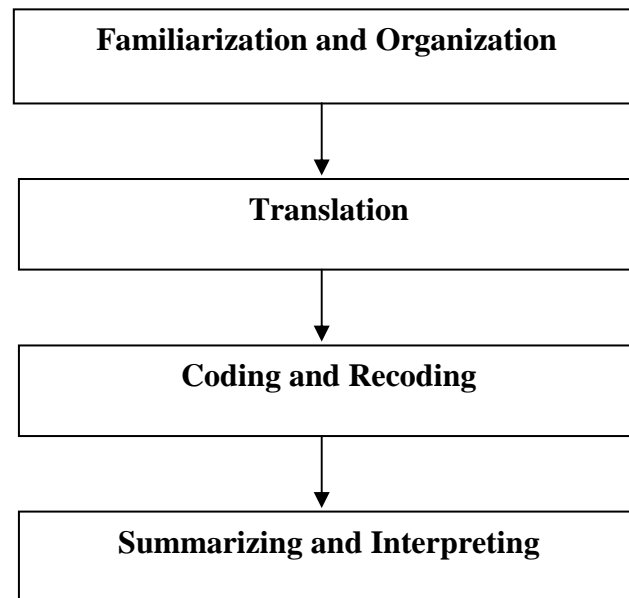 Familiarization and Organization
Translation
Coding and Recoding
Summarizing and Interpreting